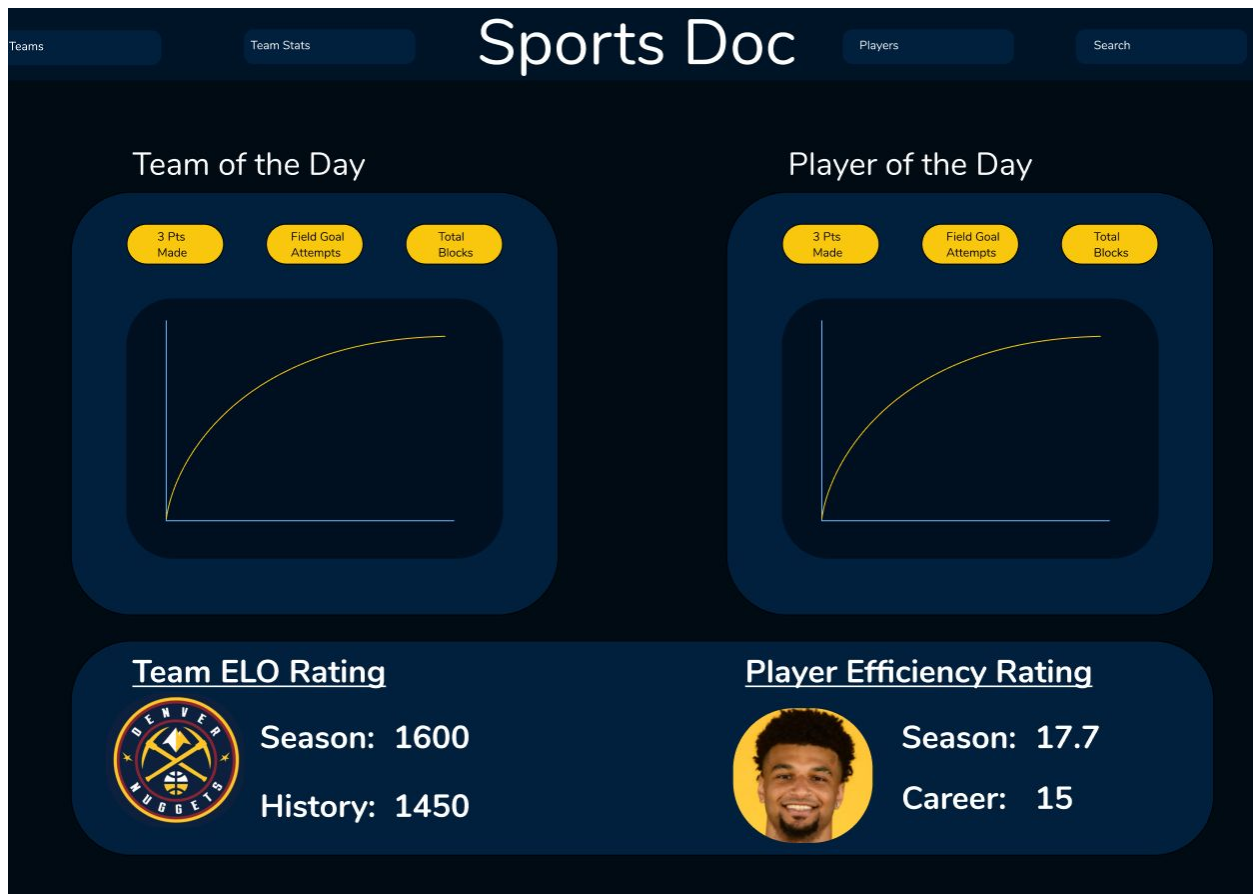 Teams
Team Stats
Sports Doc
Players
Search
Team of the Day
3 Pts
Made
Field Goal
Attempts
Total
Blocks
Player of the Day
3 Pts
Made
Field Goal
Attempts
Total
Blocks
Team ELO Rating
DENVER
NUGGETS
Season: 1600
History: 1450
Player Efficiency Rating
Season: 17.7
Career: 15